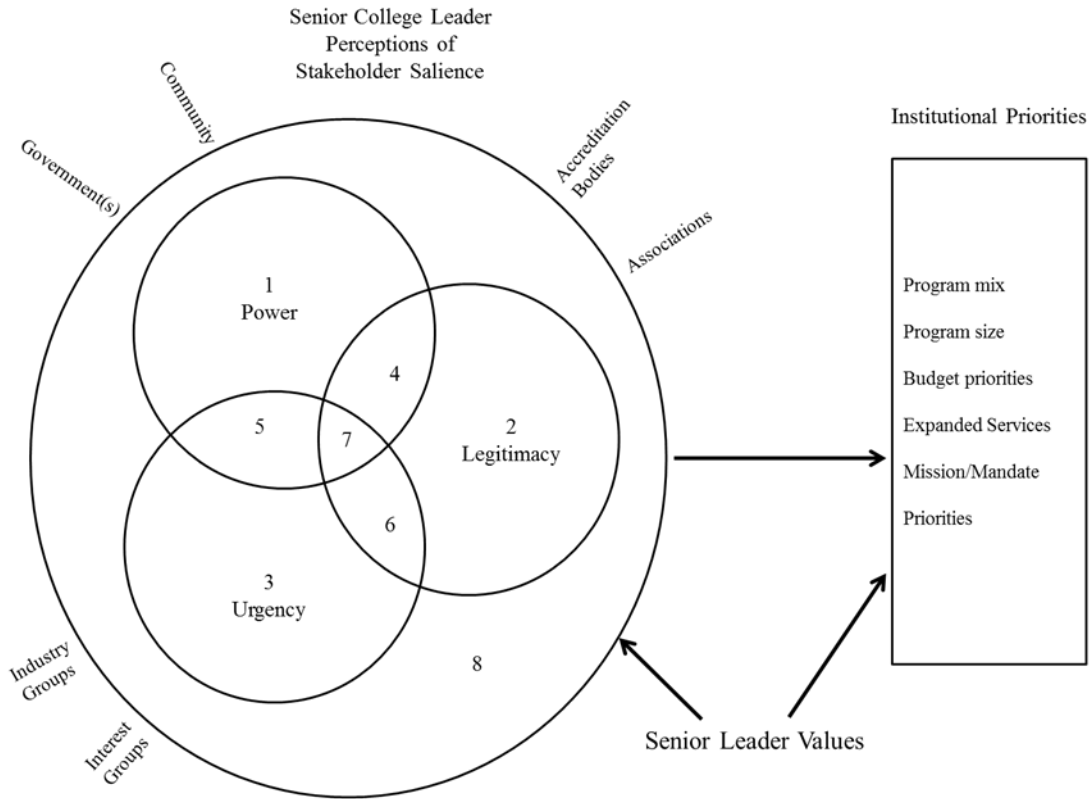 Senior College Leader
Perceptions of
Stakeholder Salience
Community
Government(s)
Accreditation
Bodies
Associations
Institutional Priorities
1
Power
4
5
7
2
Legitimacy
6
3
Urgency
8
Industry
Groups
Interest
Groups
Program mix
Program size
Budget priorities
Expanded Services
Mission/Mandate
Priorities
Senior Leader Values